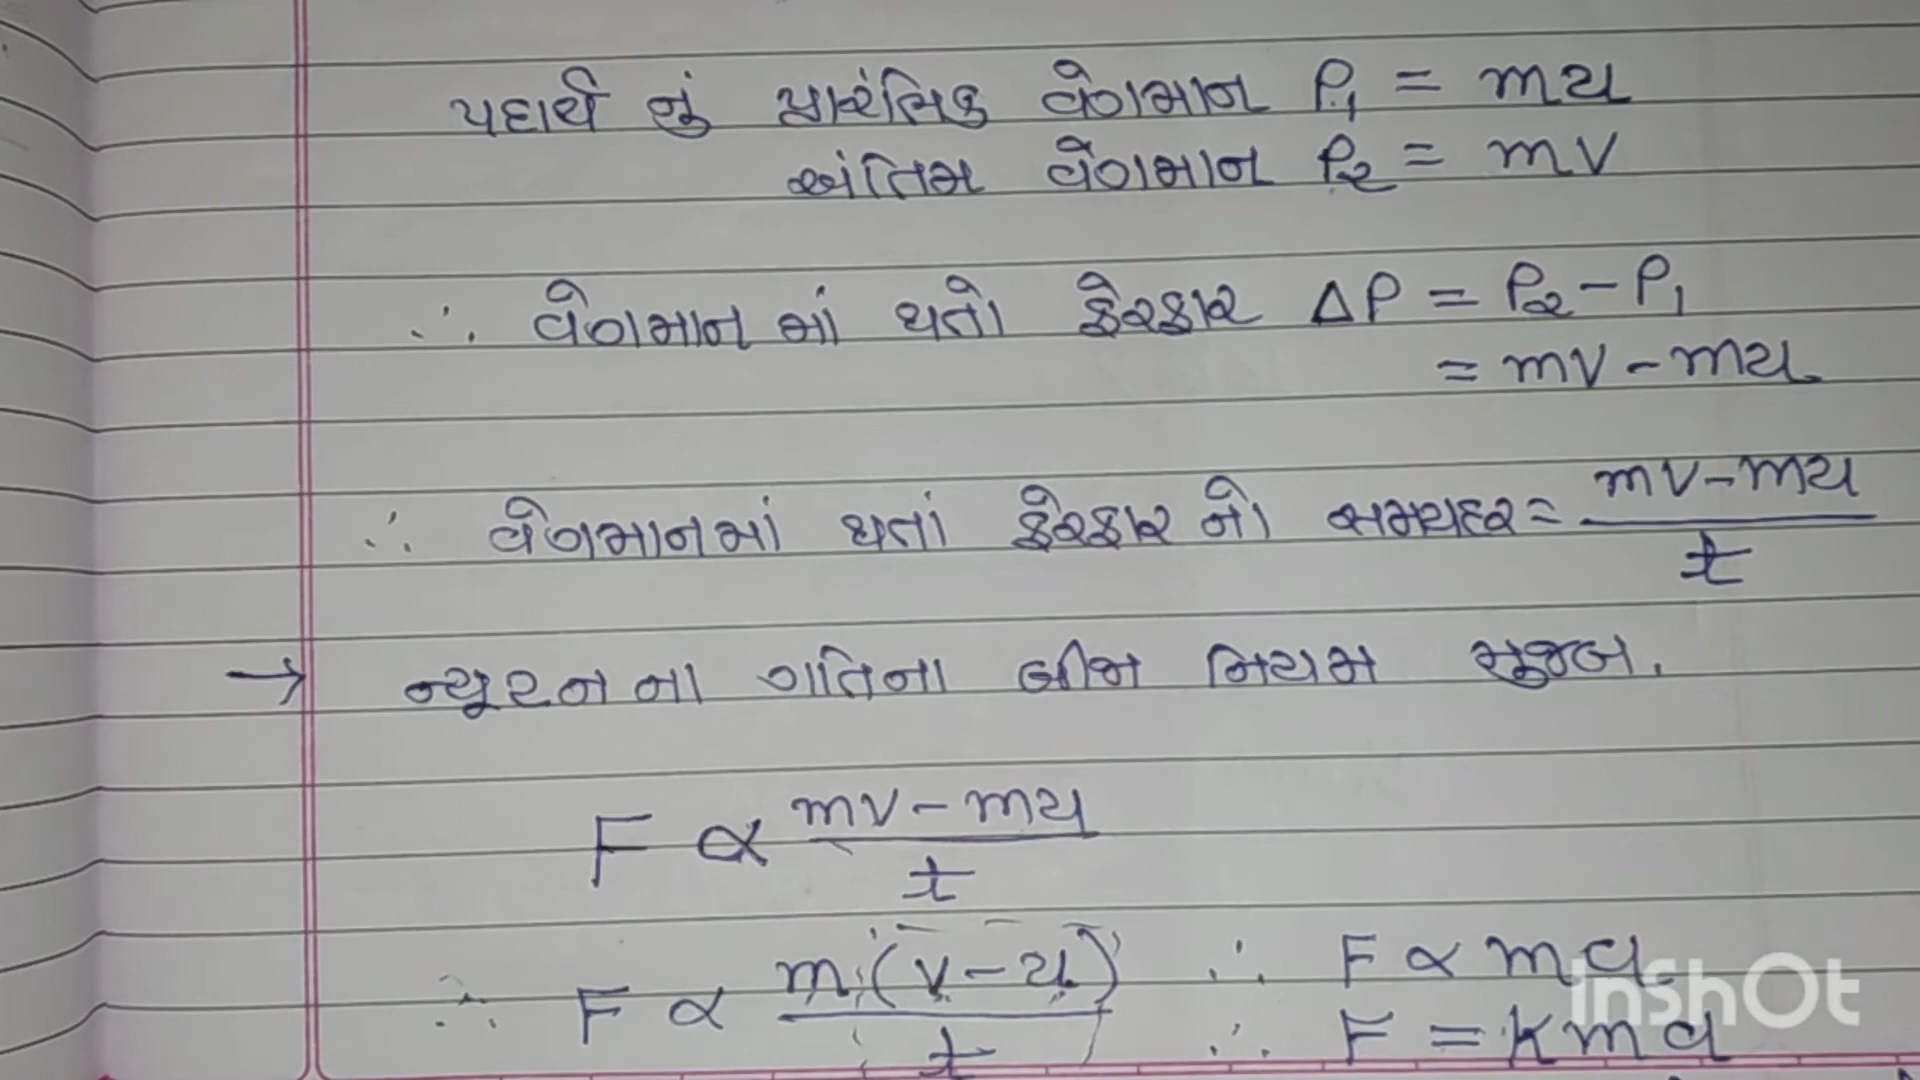 પદાર્થ નું પ્રારંભિક વેગમાન P₁ = mu
અંતિમ વેગમાન P₂ = mv
∴ વેગમાન માં થતો ફેરફાર ΔP = P₂ - P₁
= mv - mu
∴ વેગમાનમાં થતાં ફેરફાર નો સમયદર = (mv - mu) / t
→ ન્યૂટન ના ગતિના બીજા નિયમ મુજબ.
F ∝ (mv - mu) / t
∴ F ∝ m(v - u) / t ∴ F ∝ ma
∴ F = kma
InShOt